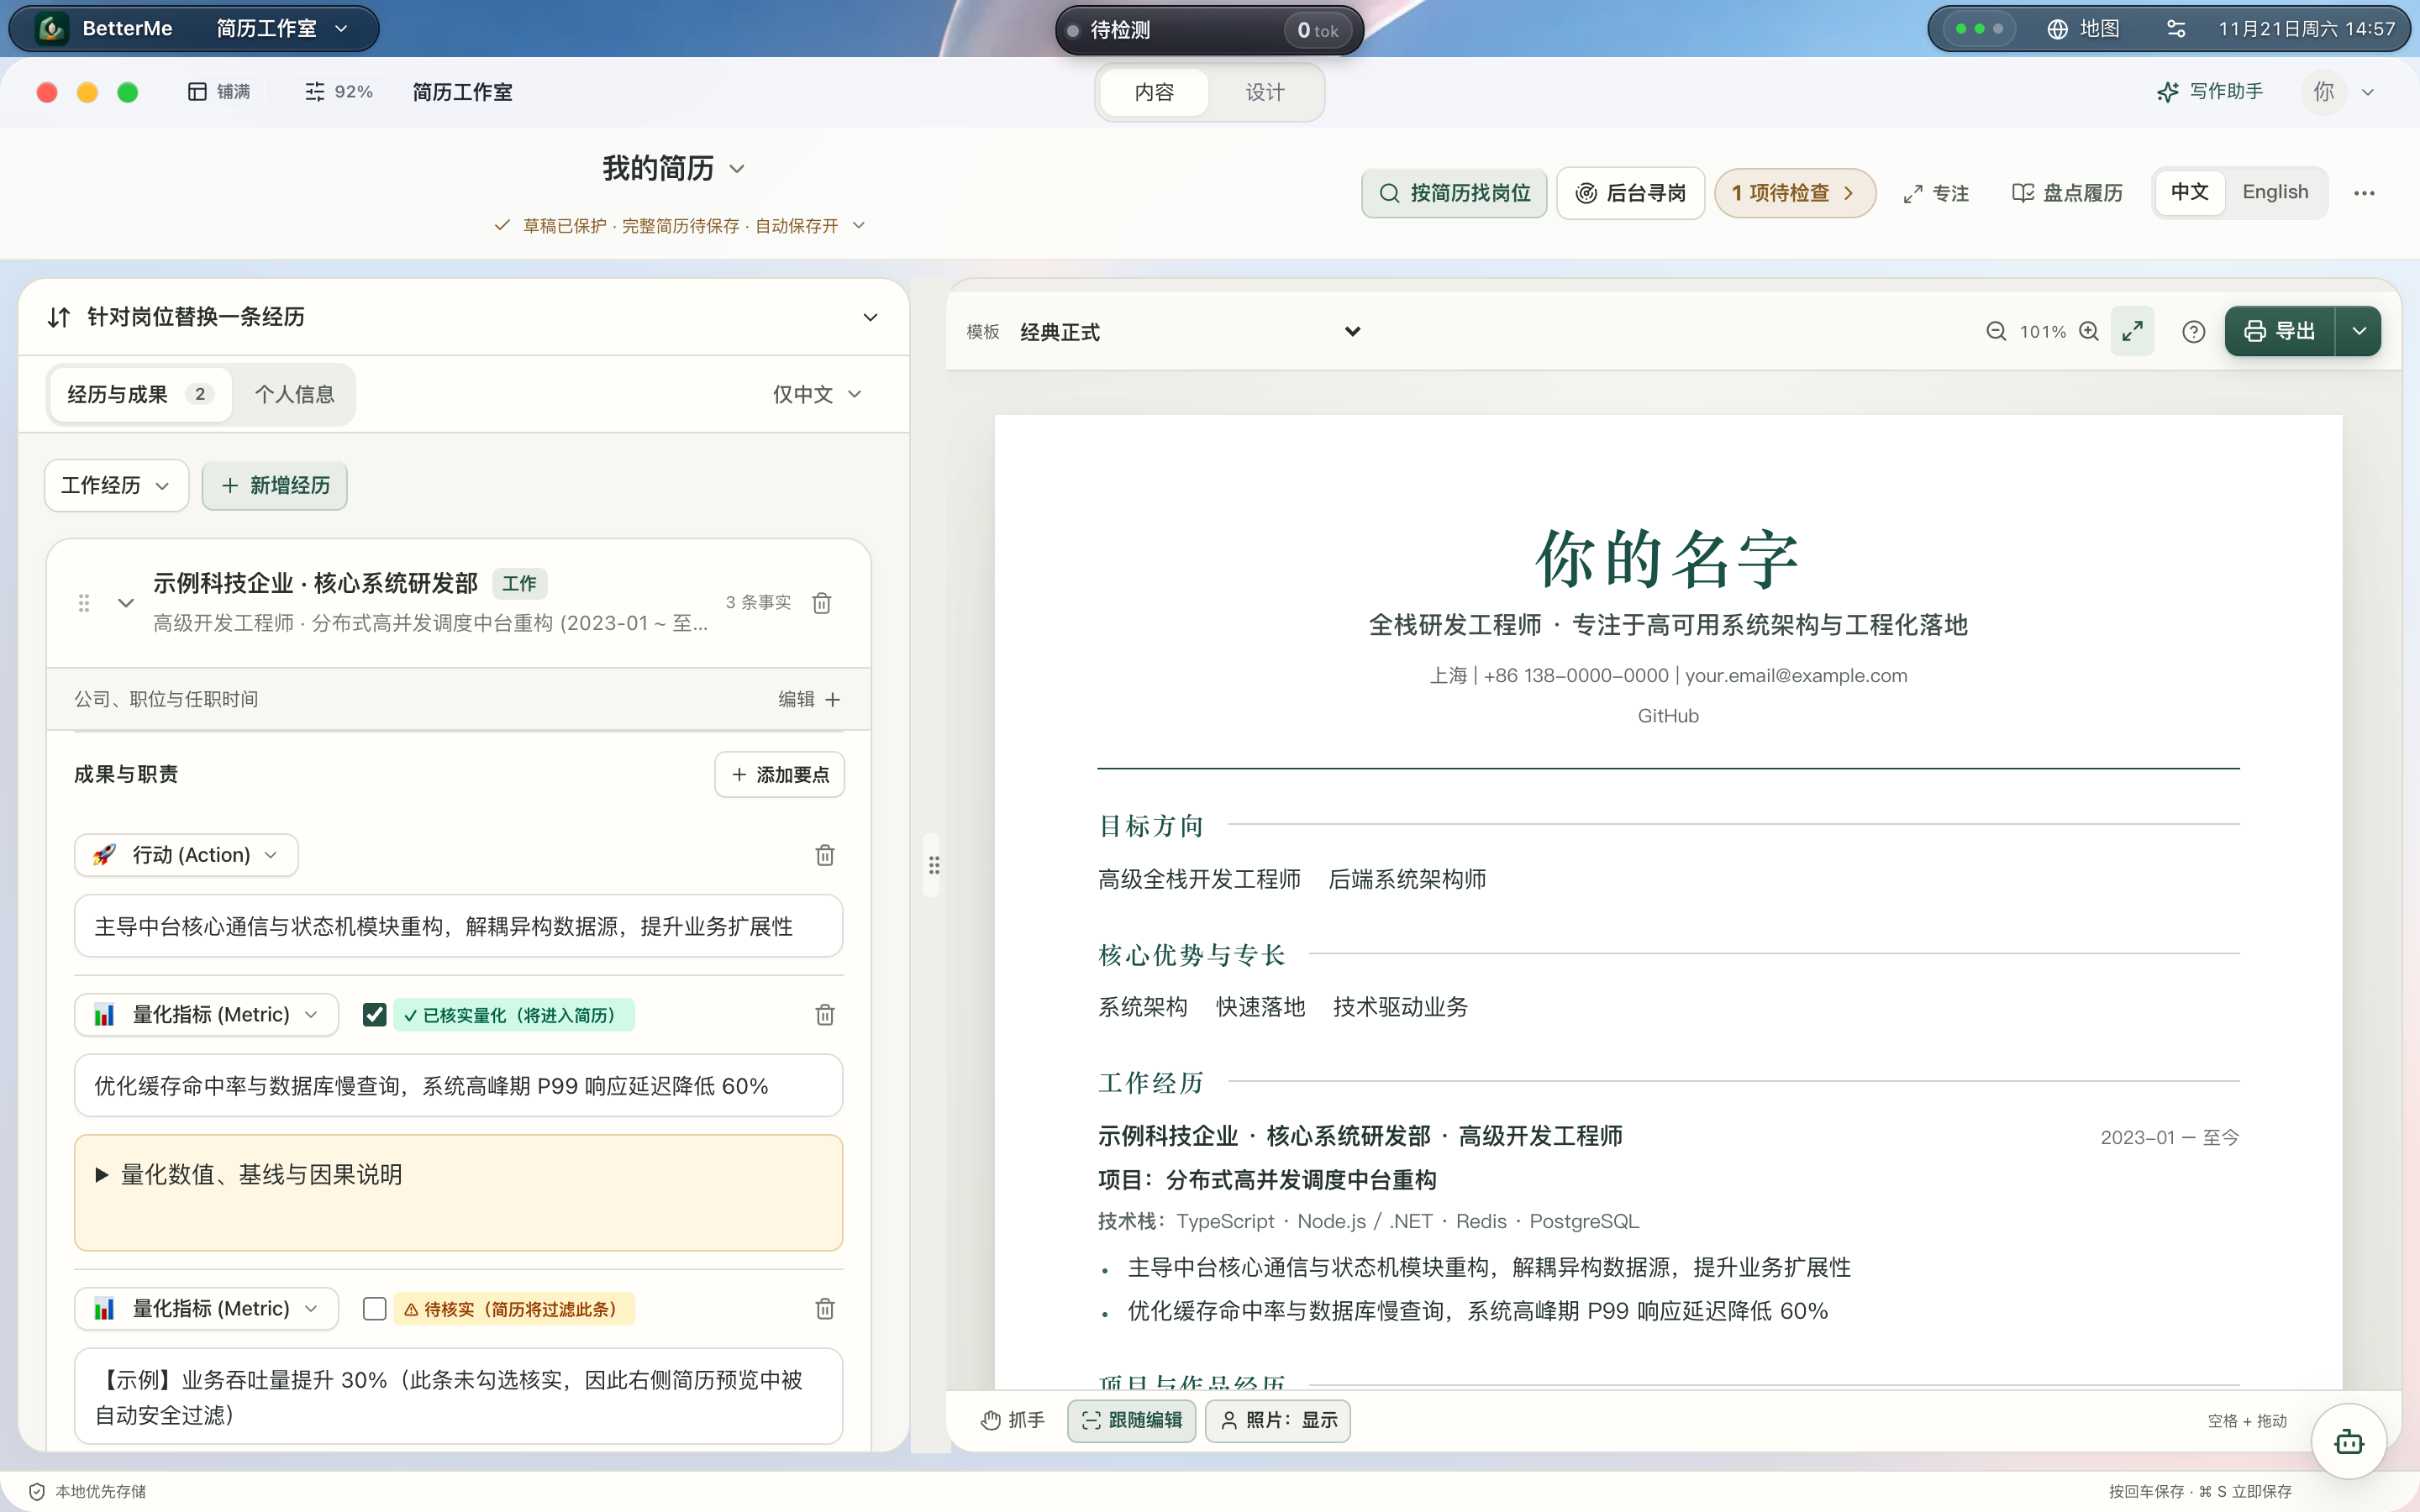 BetterMe 简历工作室
待检测 0 tok
地图 11月21日周六 14:57
铺满 92% 简历工作室
内容 设计
写作助手 你
我的简历
草稿已保护 · 完整简历待保存 · 自动保存开
按简历找岗位 后台寻岗 1 项待检查 专注 盘点履历 中文 English
针对岗位替换一条经历
经历与成果 2 个人信息 仅中文
工作经历 新增经历
示例科技企业 · 核心系统研发部 工作
高级开发工程师 · 分布式高并发调度中台重构 (2023-01 ~ 至...
3 条事实
公司、职位与任职时间 编辑
成果与职责 添加要点
行动 (Action)
主导中台核心通信与状态机模块重构，解耦异构数据源，提升业务扩展性
量化指标 (Metric) ✓ 已核实量化（将进入简历）
优化缓存命中率与数据库慢查询，系统高峰期 P99 响应延迟降低 60%
▶ 量化数值、基线与因果说明
量化指标 (Metric) ⚠ 待核实（简历将过滤此条）
【示例】业务吞吐量提升 30%（此条未勾选核实，因此右侧简历预览中被
自动安全过滤）
模板 经典正式
101% 导出
你的名字
全栈研发工程师 · 专注于高可用系统架构与工程化落地
上海 | +86 138-0000-0000 | your.email@example.com
GitHub
目标方向
高级全栈开发工程师 后端系统架构师
核心优势与专长
系统架构 快速落地 技术驱动业务
工作经历
示例科技企业 · 核心系统研发部 · 高级开发工程师 2023-01 — 至今
项目：分布式高并发调度中台重构
技术栈：TypeScript · Node.js / .NET · Redis · PostgreSQL
• 主导中台核心通信与状态机模块重构，解耦异构数据源，提升业务扩展性
• 优化缓存命中率与数据库慢查询，系统高峰期 P99 响应延迟降低 60%
项目与作品经历
抓手 跟随编辑 照片：显示 空格 + 拖动
本地优先存储 按回车保存 · ⌘ S 立即保存